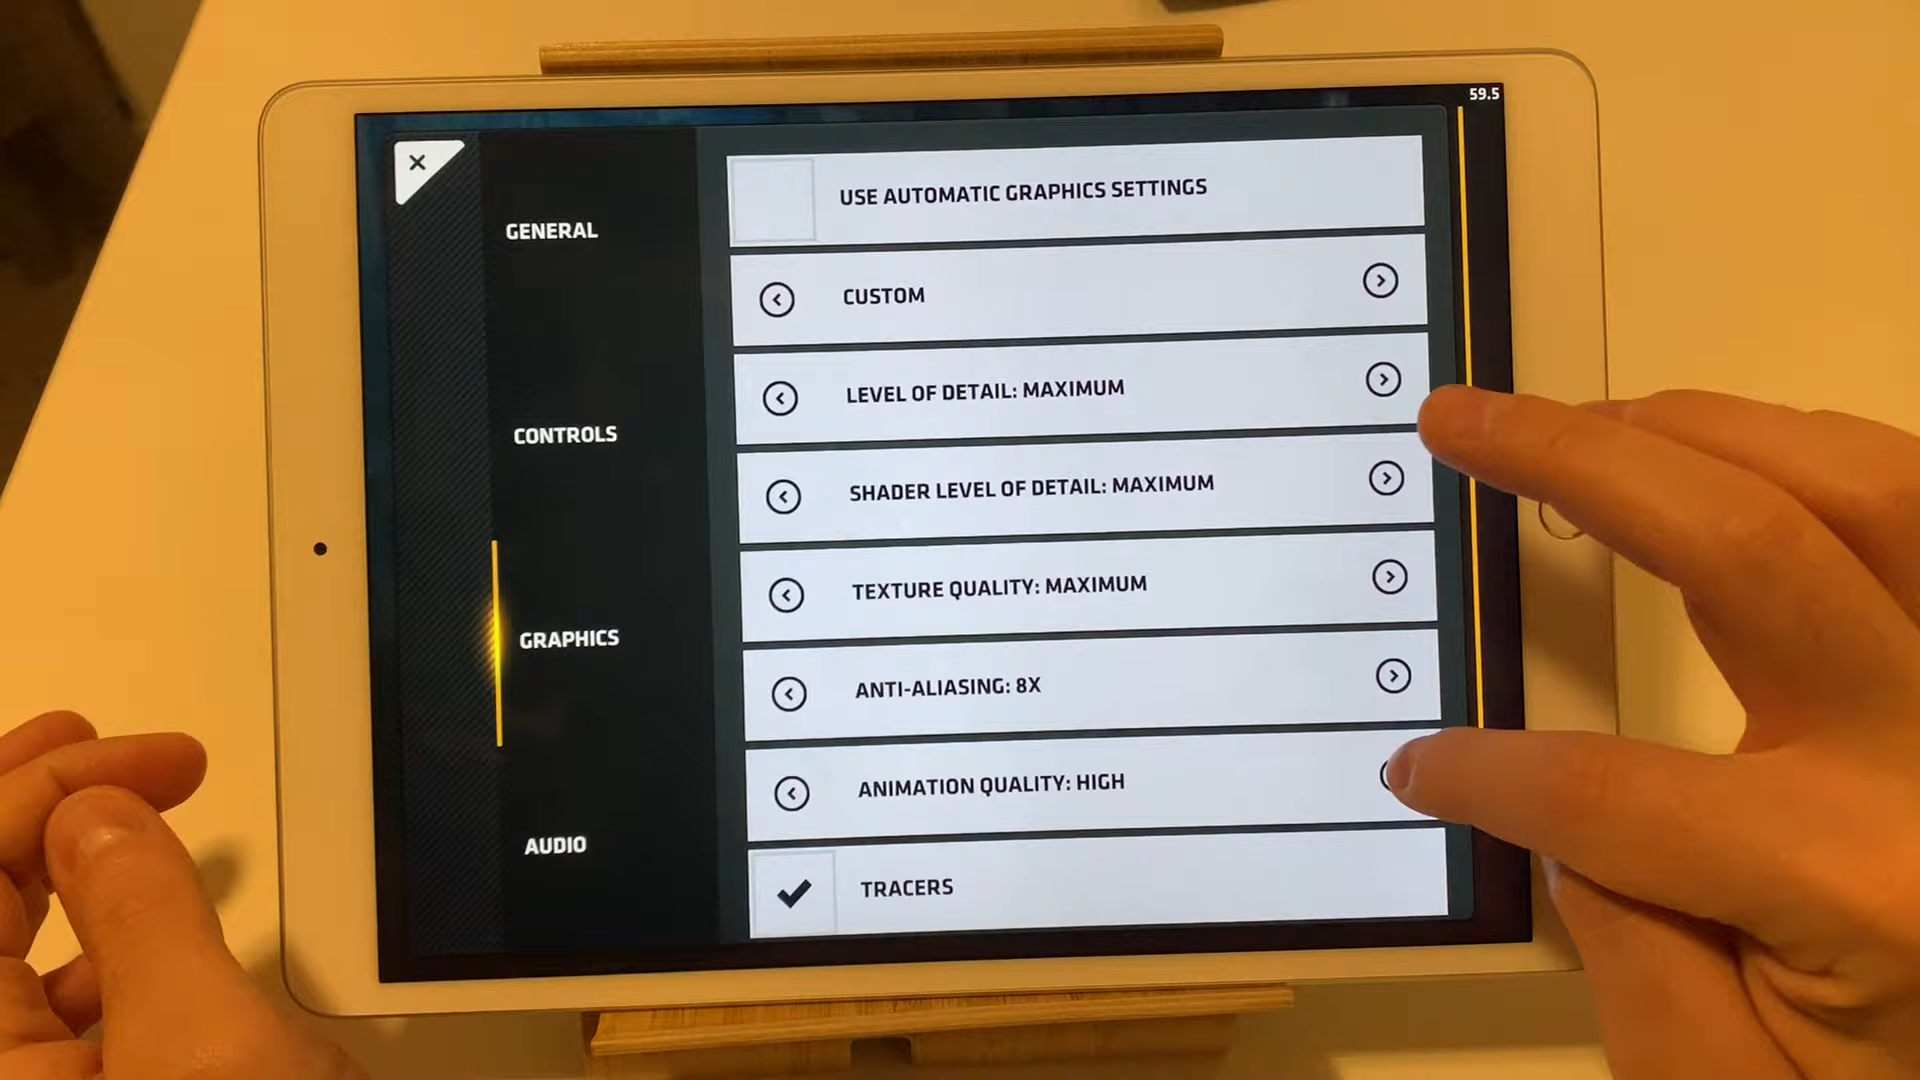 59.5
USE AUTOMATIC GRAPHICS SETTINGS
GENERAL
CUSTOM
LEVEL OF DETAIL: MAXIMUM
CONTROLS
SHADER LEVEL OF DETAIL: MAXIMUM
TEXTURE QUALITY: MAXIMUM
GRAPHICS
ANTI-ALIASING: 8X
ANIMATION QUALITY: HIGH
AUDIO
TRACERS